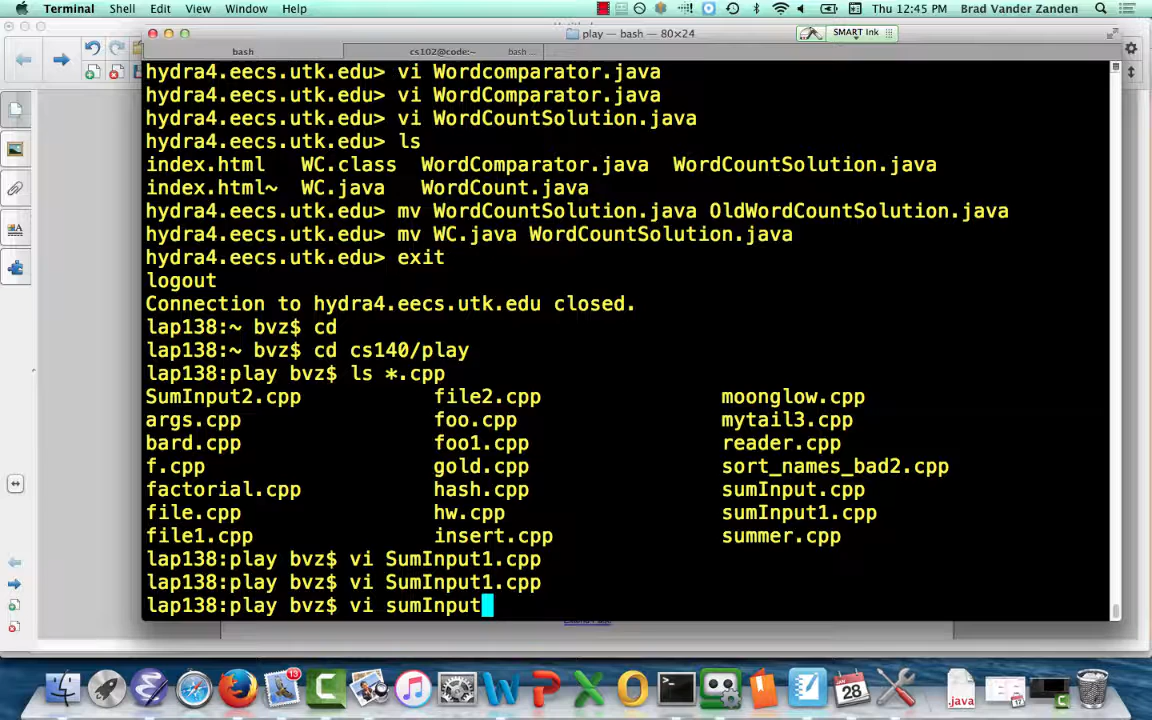 Terminal Shell Edit View Window Help Thu 12:45 PM Brad Vander Zanden
play — bash — 80×24 SMART Ink
bash cs102@code:~ bash
hydra4.eecs.utk.edu> vi Wordcomparator.java
hydra4.eecs.utk.edu> vi WordComparator.java
hydra4.eecs.utk.edu> vi WordCountSolution.java
hydra4.eecs.utk.edu> ls
index.html WC.class WordComparator.java WordCountSolution.java
index.html~ WC.java WordCount.java
hydra4.eecs.utk.edu> mv WordCountSolution.java OldWordCountSolution.java
hydra4.eecs.utk.edu> mv WC.java WordCountSolution.java
hydra4.eecs.utk.edu> exit
logout
Connection to hydra4.eecs.utk.edu closed.
lap138:~ bvz$ cd
lap138:~ bvz$ cd cs140/play
lap138:play bvz$ ls *.cpp
SumInput2.cpp file2.cpp moonglow.cpp
args.cpp foo.cpp mytail3.cpp
bard.cpp foo1.cpp reader.cpp
f.cpp gold.cpp sort_names_bad2.cpp
factorial.cpp hash.cpp sumInput.cpp
file.cpp hw.cpp sumInput1.cpp
file1.cpp insert.cpp summer.cpp
lap138:play bvz$ vi SumInput1.cpp
lap138:play bvz$ vi SumInput1.cpp
lap138:play bvz$ vi sumInput
13
28
.java